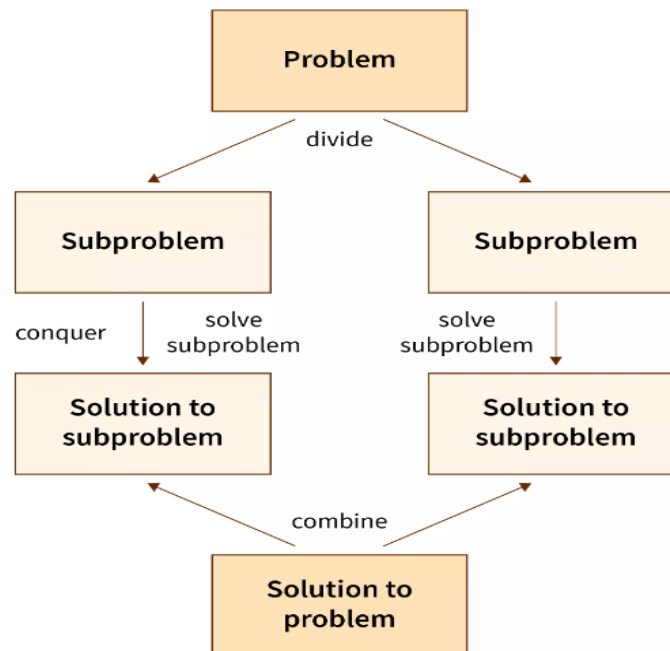 Problem
divide
Subproblem
Subproblem
conquer
solve
subproblem
solve
subproblem
Solution to
subproblem
Solution to
subproblem
combine
Solution to
problem